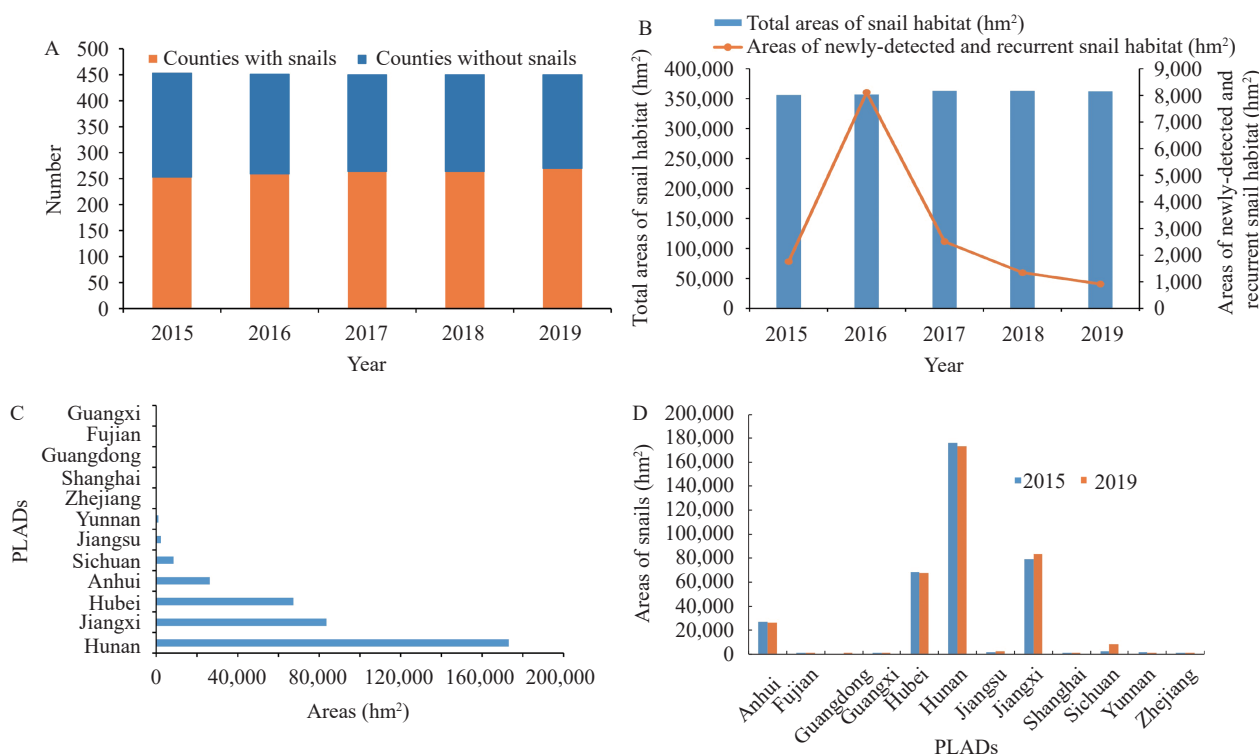 A
Counties with snails
Counties without snails
Number
500
450
400
350
300
250
200
150
100
50
0
2015
2016
2017
2018
2019
Year
B
Total areas of snail habitat (hm²)
Areas of newly-detected and recurrent snail habitat (hm²)
Total areas of snail habitat (hm²)
400,000
350,000
300,000
250,000
200,000
150,000
100,000
50,000
0
9,000
8,000
7,000
6,000
5,000
4,000
3,000
2,000
1,000
0
Areas of newly-detected and
recurrent snail habitat (hm²)
2015
2016
2017
2018
2019
Year
C
PLADs
Guangxi
Fujian
Guangdong
Shanghai
Zhejiang
Yunnan
Jiangsu
Sichuan
Anhui
Hubei
Jiangxi
Hunan
0
40,000
80,000
120,000
160,000
200,000
Areas (hm²)
D
Areas of snails (hm²)
200,000
180,000
160,000
140,000
120,000
100,000
80,000
60,000
40,000
20,000
0
2015
2019
Anhui
Fujian
Guangdong
Guangxi
Hubei
Hunan
Jiangsu
Jiangxi
Shanghai
Sichuan
Yunnan
Zhejiang
PLADs